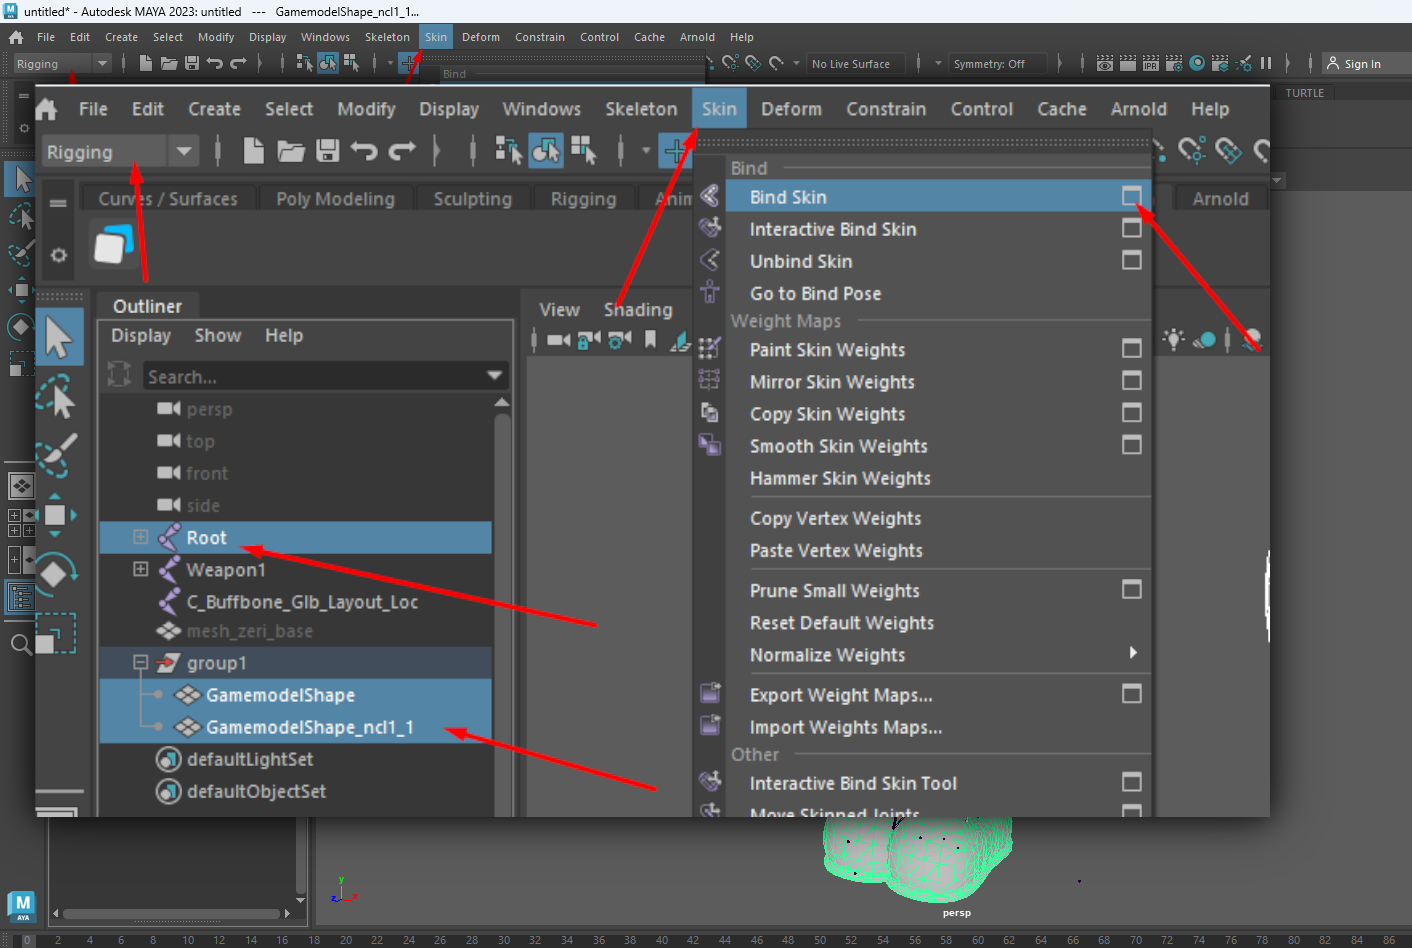 untitled* - Autodesk MAYA 2023: untitled --- GamemodelShape_ncl1_1...
File Edit Create Select Modify Display Windows Skeleton Skin Deform Constrain Control Cache Arnold Help
Rigging No Live Surface Symmetry: Off IPR Sign In
Bind
TURTLE
File Edit Create Select Modify Display Windows Skeleton Skin Deform Constrain Control Cache Arnold Help
Rigging
Bind
Curves / Surfaces Poly Modeling Sculpting Rigging Anim Arnold
Bind Skin
Interactive Bind Skin
Unbind Skin
Go to Bind Pose
Weight Maps
Paint Skin Weights
Mirror Skin Weights
Copy Skin Weights
Smooth Skin Weights
Hammer Skin Weights
Copy Vertex Weights
Paste Vertex Weights
Prune Small Weights
Reset Default Weights
Normalize Weights
Export Weight Maps...
Import Weights Maps...
Other
Interactive Bind Skin Tool
Move Skinned Joints
Outliner
Display Show Help
Search...
persp
top
front
side
Root
Weapon1
C_Buffbone_Glb_Layout_Loc
mesh_zeri_base
group1
GamemodelShape
GamemodelShape_ncl1_1
defaultLightSet
defaultObjectSet
View Shading
M
AYA
y
z x
persp
0 2 4 6 8 10 12 14 16 18 20 22 24 26 28 30 32 34 36 38 40 42 44 46 48 50 52 54 56 58 60 62 64 66 68 70 72 74 76 78 80 82 84 86